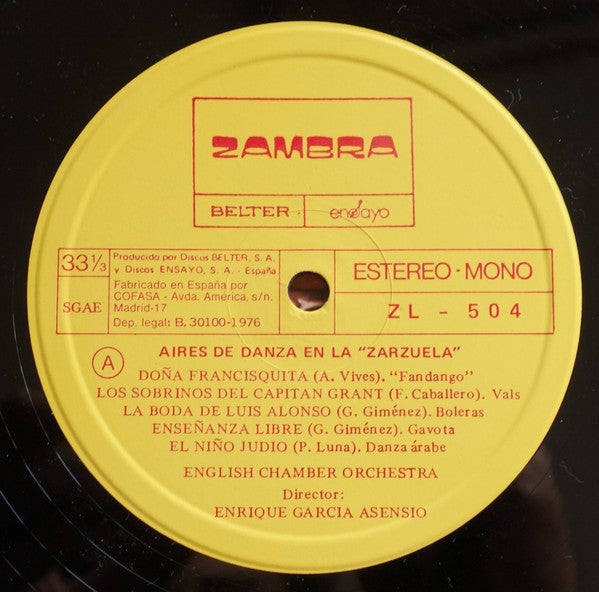 ZAMBRA
BELTER
ensayo
33 1/3
SGAE
Producido por Discos BELTER, S. A.
y Discos ENSAYO, S. A. - España
Fabricado en España por
COFASA - Avda. América, s/n.
Madrid-17
Dep. legal: B. 30100-1976
ESTEREO - MONO
ZL - 504
A
AIRES DE DANZA EN LA "ZARZUELA"
DOÑA FRANCISQUITA (A. Vives). "Fandango"
LOS SOBRINOS DEL CAPITAN GRANT (F. Caballero). Vals
LA BODA DE LUIS ALONSO (G. Giménez). Boleras
ENSEÑANZA LIBRE (G. Giménez). Gavota
EL NIÑO JUDIO (P. Luna). Danza árabe
ENGLISH CHAMBER ORCHESTRA
Director:
ENRIQUE GARCIA ASENSIO